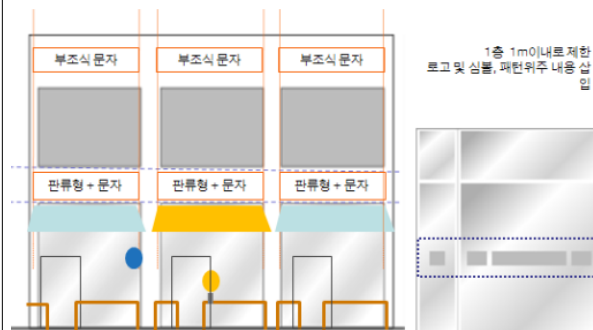 부조식 문자
부조식 문자
부조식 문자
1층 1m이내로 제한
로고 및 심볼, 패턴위주 내용 삽
입
판류형 + 문자
판류형 + 문자
판류형 + 문자